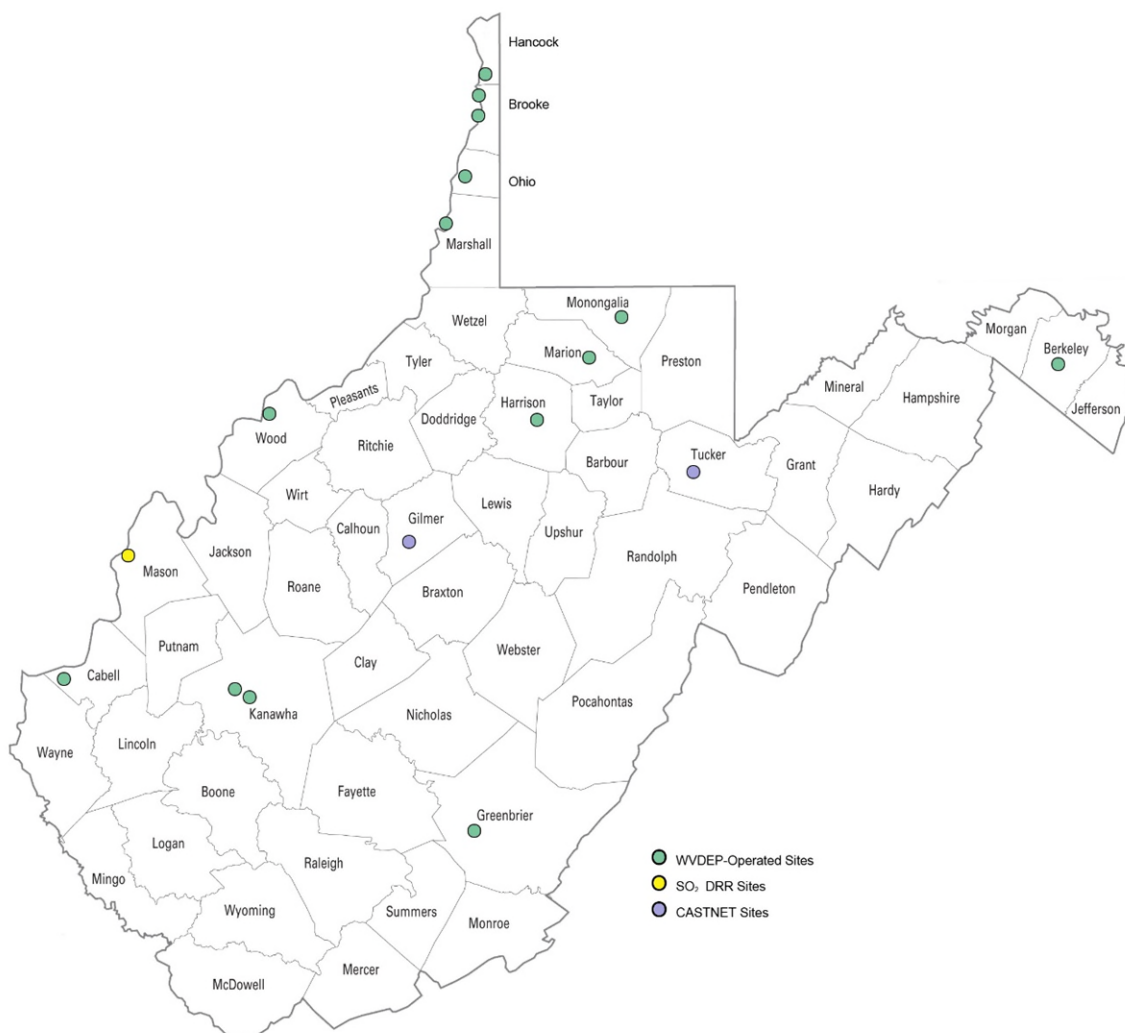 Hancock
Brooke
Ohio
Marshall
Wetzel
Monongalia
Marion
Preston
Morgan
Berkeley
Jefferson
Mineral
Hampshire
Tyler
Pleasants
Doddridge
Harrison
Taylor
Wood
Ritchie
Barbour
Tucker
Grant
Hardy
Wirt
Calhoun
Gilmer
Lewis
Upshur
Randolph
Pendleton
Mason
Jackson
Roane
Braxton
Webster
Putnam
Clay
Cabell
Kanawha
Nicholas
Pocahontas
Wayne
Lincoln
Boone
Fayette
Greenbrier
Logan
Mingo
Raleigh
Wyoming
Summers
Monroe
McDowell
Mercer
WVDEP-Operated Sites
SO₂ DRR Sites
CASTNET Sites